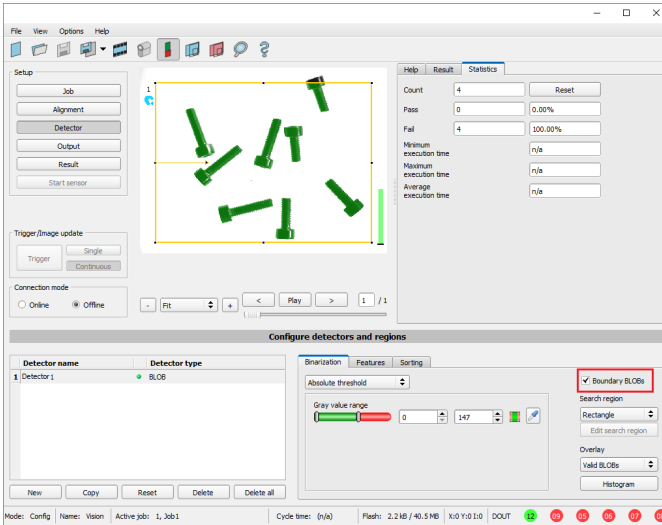 File View Options Help
Setup
Job
Alignment
Detector
Output
Result
Start sensor
Trigger/Image update
Trigger
Single
Continuous
Connection mode
Online
Offline
1
- Fit + < Play > 1 / 1
Help Result Statistics
Count 4 Reset
Pass 0 0.00%
Fail 4 100.00%
Minimum
execution time n/a
Maximum
execution time n/a
Average
execution time n/a
Configure detectors and regions
Detector name Detector type
1 Detector1 BLOB
New Copy Reset Delete Delete all
Binarization Features Sorting
Absolute threshold
Gray value range
0 147
Boundary BLOBs
Search region
Rectangle
Edit search region
Overlay
Valid BLOBs
Histogram
Mode: Config Name: Vision Active job: 1, Job1 Cycle time: (n/a) Flash: 2.2 kB / 40.5 MB X:0 Y:0 I:0 DOUT 12 09 05 06 07